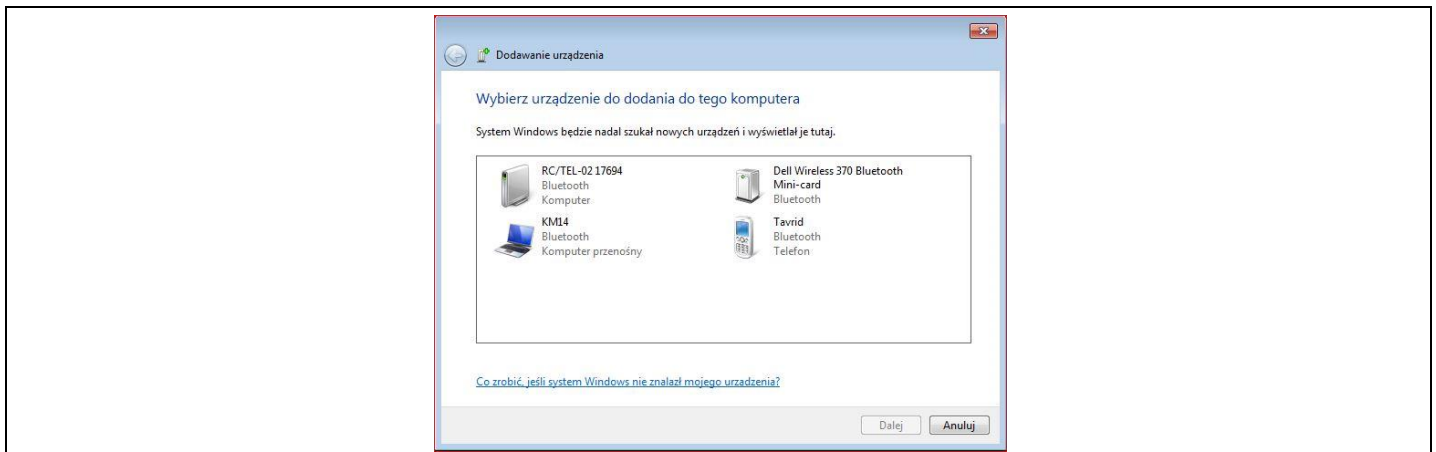 Dodawanie urządzenia
Wybierz urządzenie do dodania do tego komputera
System Windows będzie nadal szukał nowych urządzeń i wyświetlał je tutaj.
RC/TEL-02 17694
Bluetooth
Komputer
Dell Wireless 370 Bluetooth
Mini-card
Bluetooth
KM14
Bluetooth
Komputer przenośny
Tavrid
Bluetooth
Telefon
Co zrobić, jeśli system Windows nie znalazł mojego urzadzenia?
Dalej
Anuluj